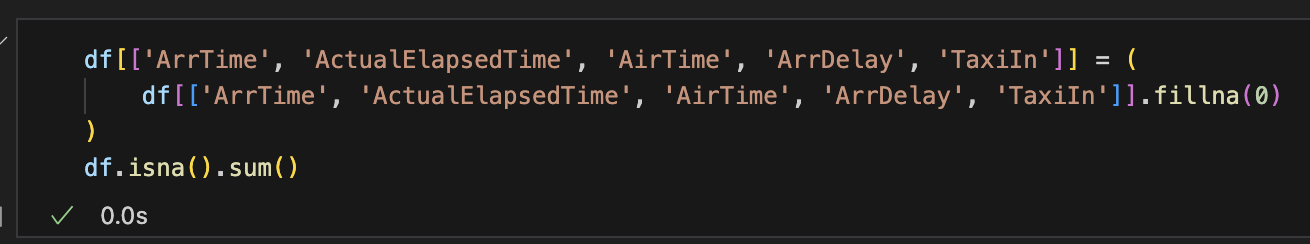 df[['ArrTime', 'ActualElapsedTime', 'AirTime', 'ArrDelay', 'TaxiIn']] = (
    df[['ArrTime', 'ActualElapsedTime', 'AirTime', 'ArrDelay', 'TaxiIn']].fillna(0)
)
df.isna().sum()
0.0s